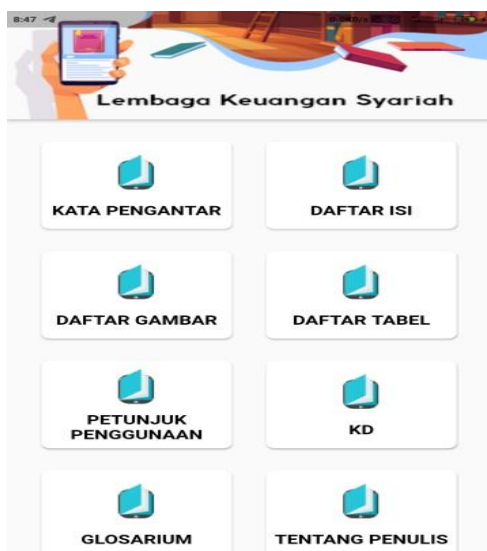 8:47
Lembaga Keuangan Syariah
KATA PENGANTAR
DAFTAR ISI
DAFTAR GAMBAR
DAFTAR TABEL
PETUNJUK
PENGGUNAAN
KD
GLOSARIUM
TENTANG PENULIS